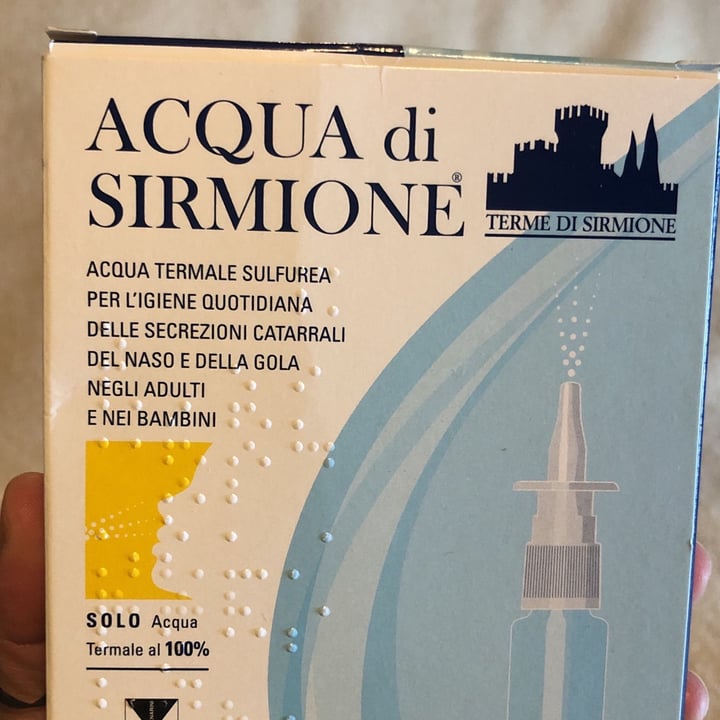 ACQUA di
SIRMIONE®
TERME DI SIRMIONE
ACQUA TERMALE SULFUREA
PER L'IGIENE QUOTIDIANA
DELLE SECREZIONI CATARRALI
DEL NASO E DELLA GOLA
NEGLI ADULTI
E NEI BAMBINI
SOLO Acqua
Termale al 100%